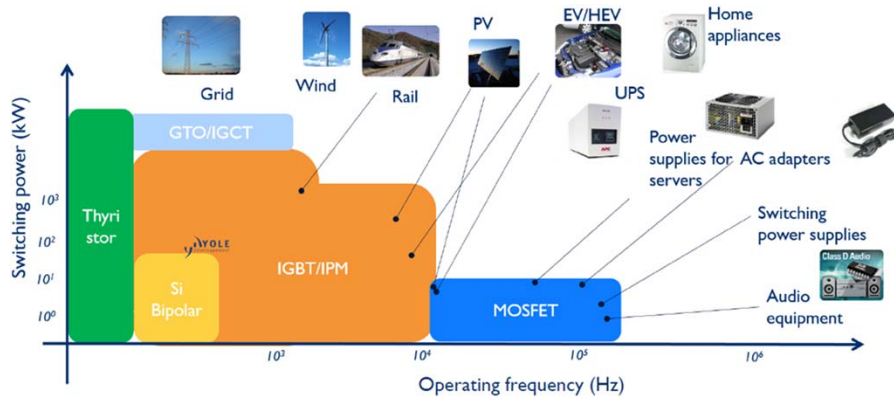 PV
EV/HEV
Home
appliances
Grid
Wind
Rail
UPS
Power
supplies for
servers
AC adapters
Switching
power supplies
Class D Audio
Audio
equipment
Switching power (kW)
10³
10²
10¹
10⁰
GTO/IGCT
Thyri
stor
YOLE
IGBT/IPM
Si
Bipolar
MOSFET
10³
10⁴
10⁵
10⁶
Operating frequency (Hz)